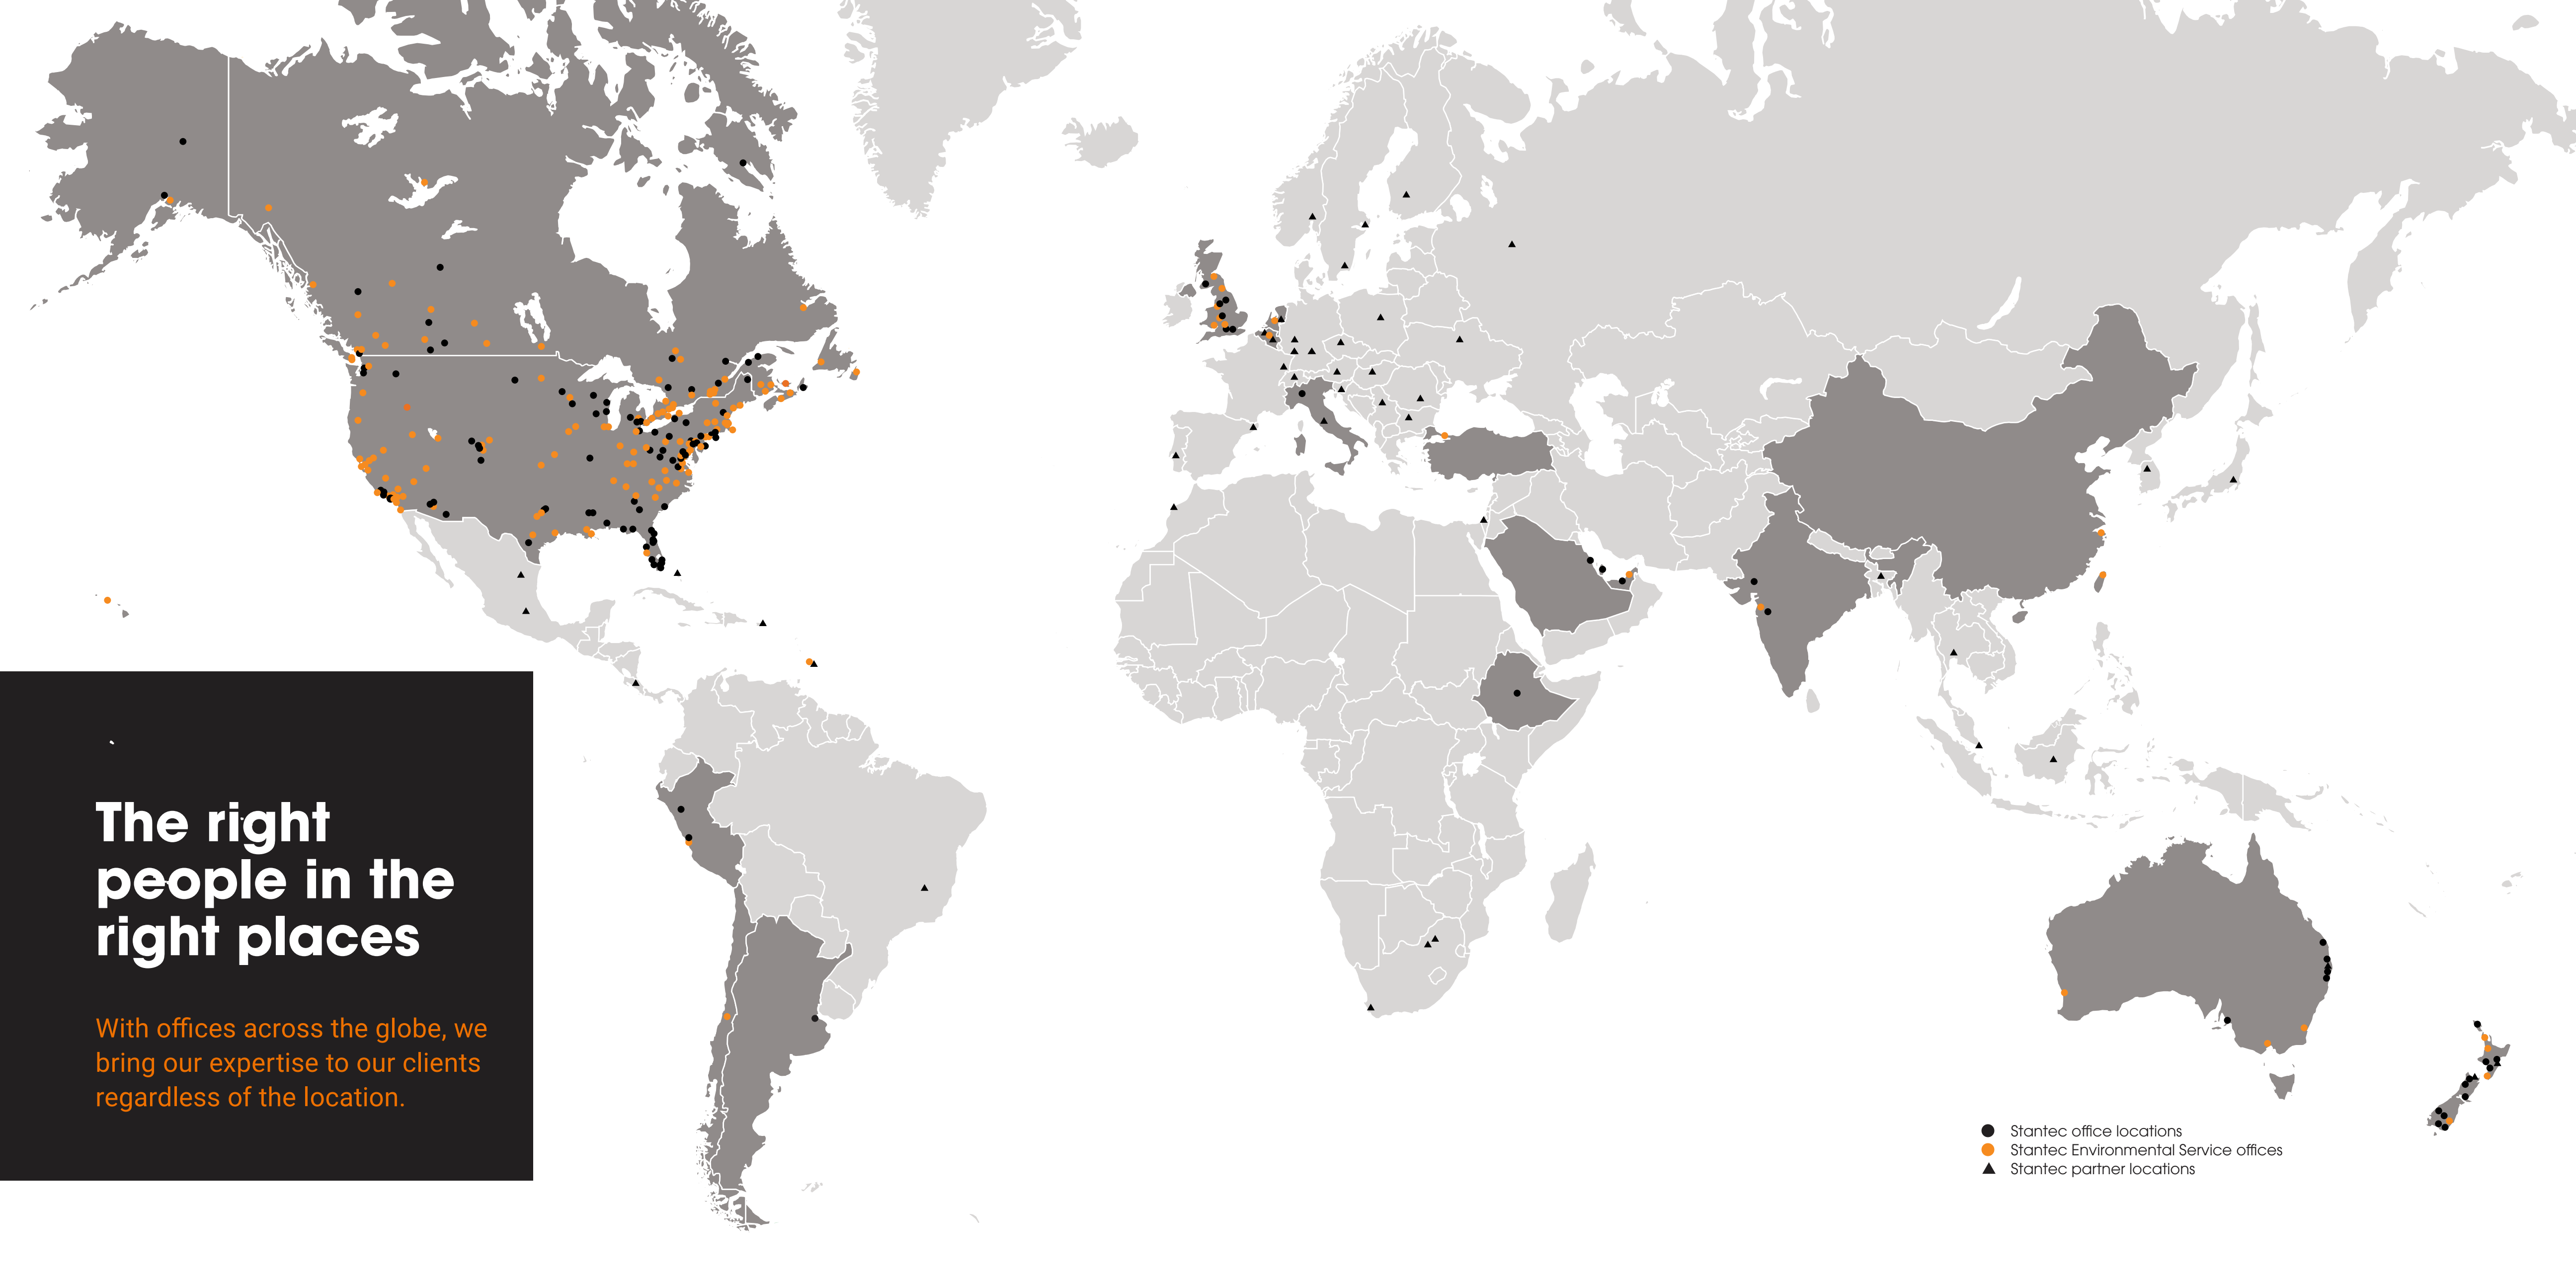 The right
people in the
right places
With offices across the globe, we
bring our expertise to our clients
regardless of the location.
Stantec office locations
Stantec Environmental Service offices
Stantec partner locations